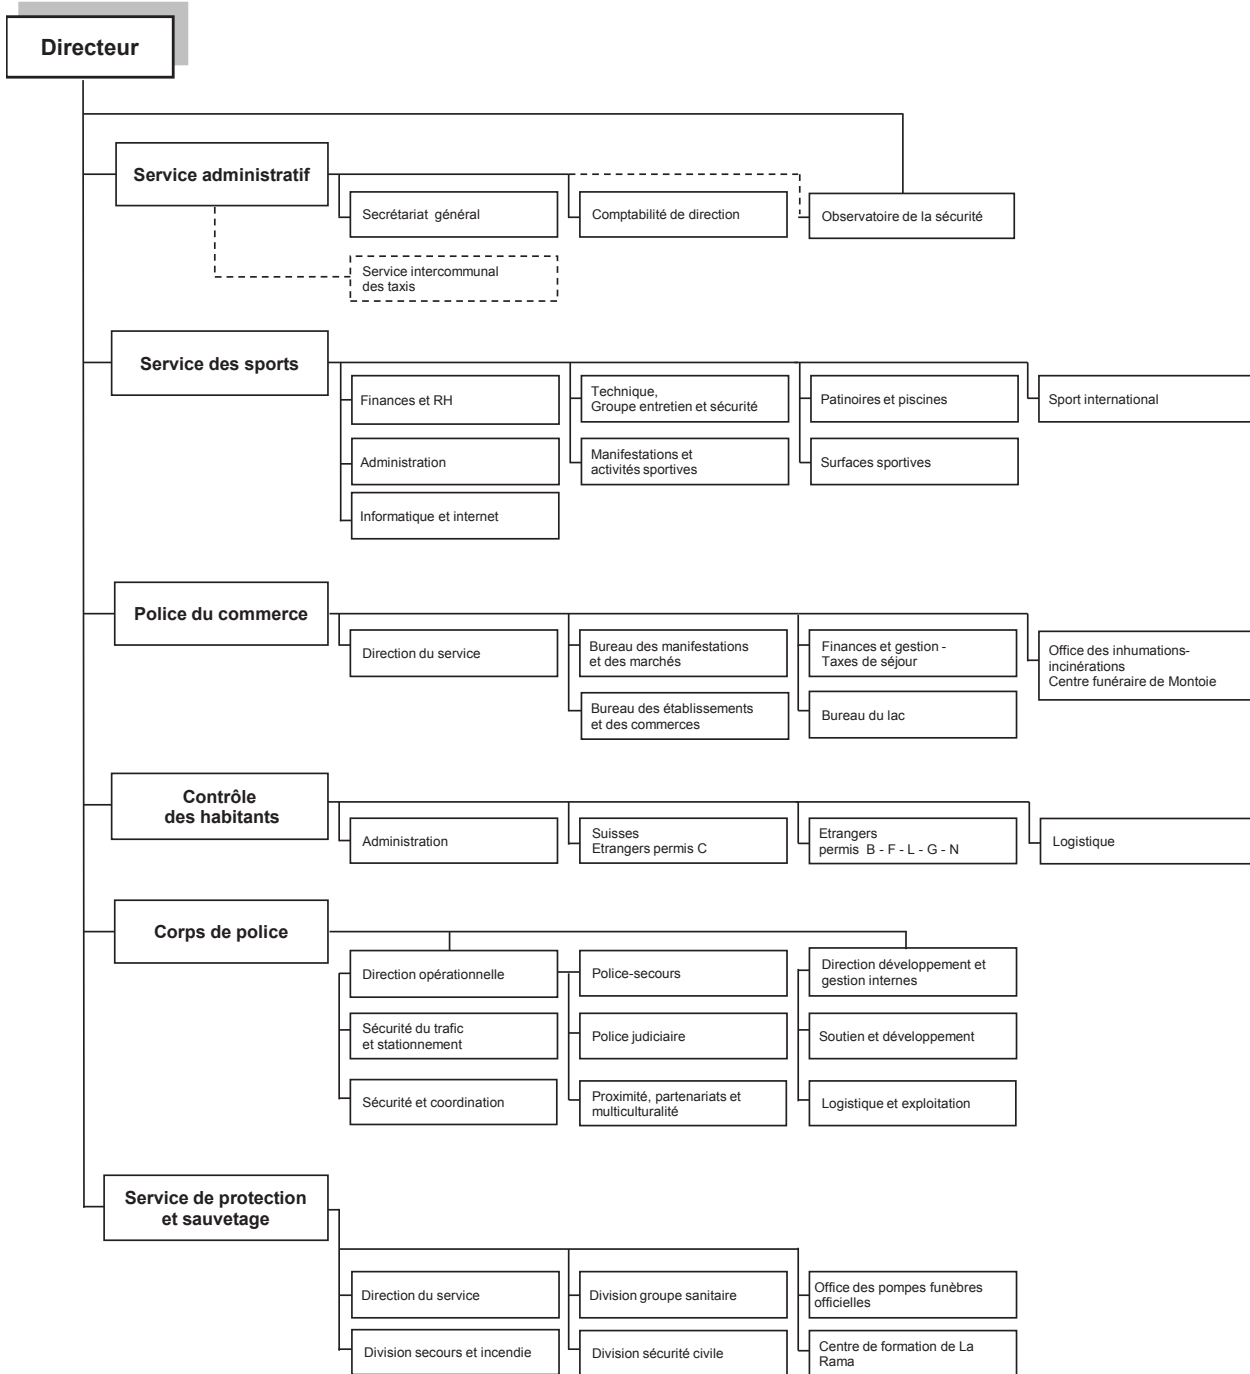 Directeur
Service administratif
Secrétariat général
Comptabilité de direction
Observatoire de la sécurité
Service intercommunal
des taxis
Service des sports
Finances et RH
Technique,
Groupe entretien et sécurité
Patinoires et piscines
Sport international
Administration
Manifestations et
activités sportives
Surfaces sportives
Informatique et internet
Police du commerce
Direction du service
Bureau des manifestations
et des marchés
Finances et gestion -
Taxes de séjour
Office des inhumations-
incinérations
Centre funéraire de Montoie
Bureau des établissements
et des commerces
Bureau du lac
Contrôle
des habitants
Administration
Suisses
Etrangers permis C
Etrangers
permis B - F - L - G - N
Logistique
Corps de police
Direction opérationnelle
Police-secours
Direction développement et
gestion internes
Sécurité du trafic
et stationnement
Police judiciaire
Soutien et développement
Sécurité et coordination
Proximité, partenariats et
multiculturalité
Logistique et exploitation
Service de protection
et sauvetage
Direction du service
Division groupe sanitaire
Office des pompes funèbres
officielles
Division secours et incendie
Division sécurité civile
Centre de formation de La
Rama